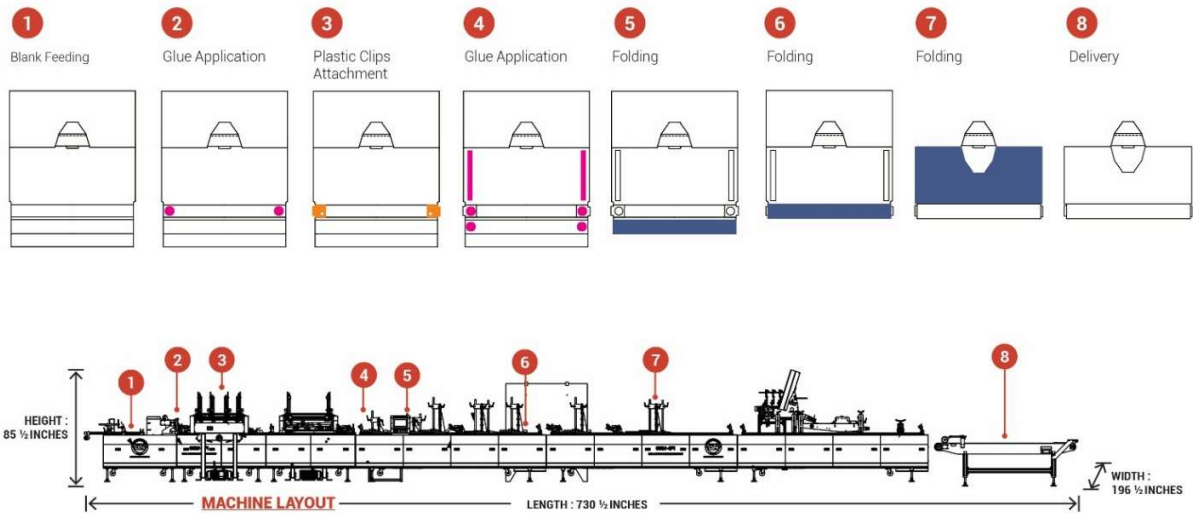 1
2
3
4
5
6
7
8
Blank Feeding
Glue Application
Plastic Clips
Attachment
Glue Application
Folding
Folding
Folding
Delivery
1
2
3
4
5
6
7
8
HEIGHT :
85 ½ INCHES
WIDTH :
196 ½ INCHES
MACHINE LAYOUT
LENGTH : 730 ½ INCHES